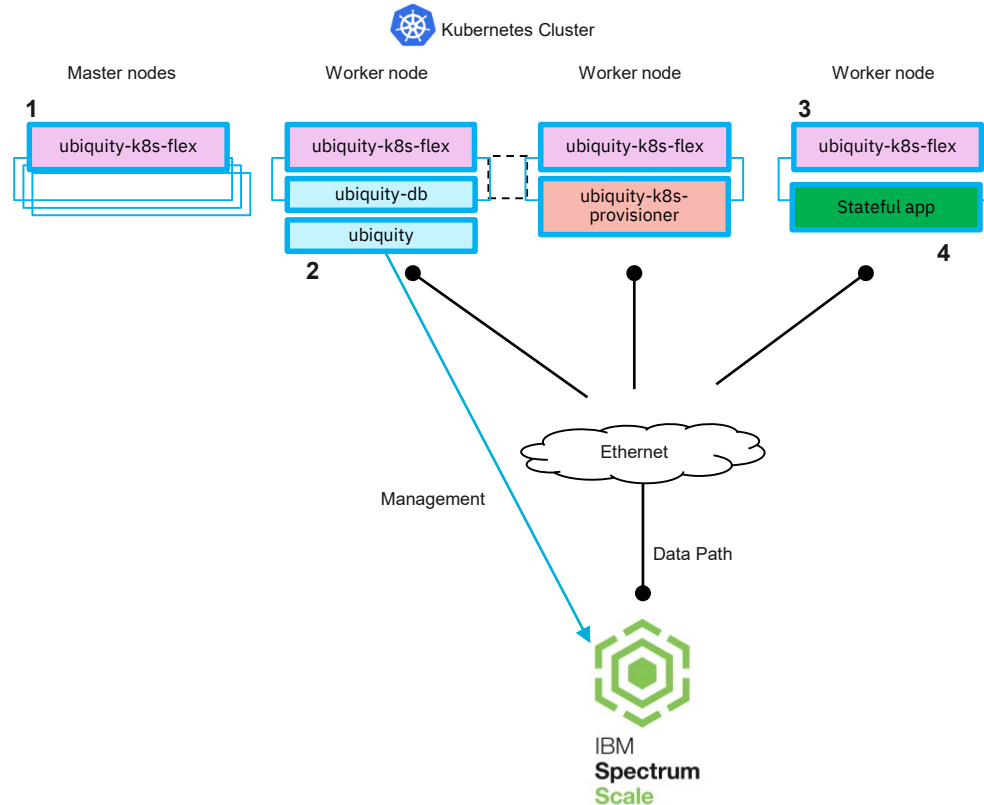 Kubernetes Cluster
Master nodes
Worker node
Worker node
Worker node
1
3
ubiquity-k8s-flex
ubiquity-k8s-flex
ubiquity-k8s-flex
ubiquity-k8s-flex
ubiquity-db
ubiquity-k8s-
provisioner
Stateful app
ubiquity
2
4
Ethernet
Management
Data Path
IBM
Spectrum
Scale